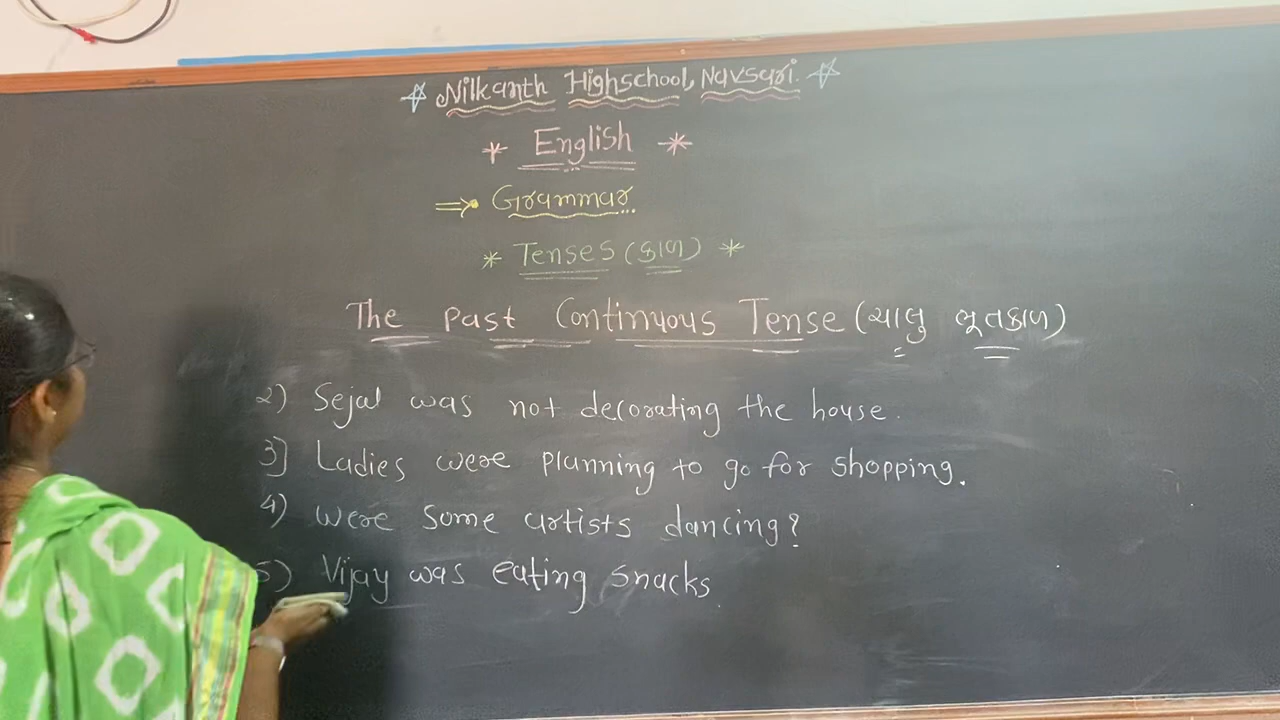 Nilkanth Highschool, Navsari.
* English *
⇒ Grammar
* Tenses (કાળ) *
The Past Continuous Tense (ચાલુ ભૂતકાળ)
2) Sejal was not decorating the house.
3] Ladies were planning to go for shopping.
4) Were some artists dancing?
5) Vijay was eating snacks.